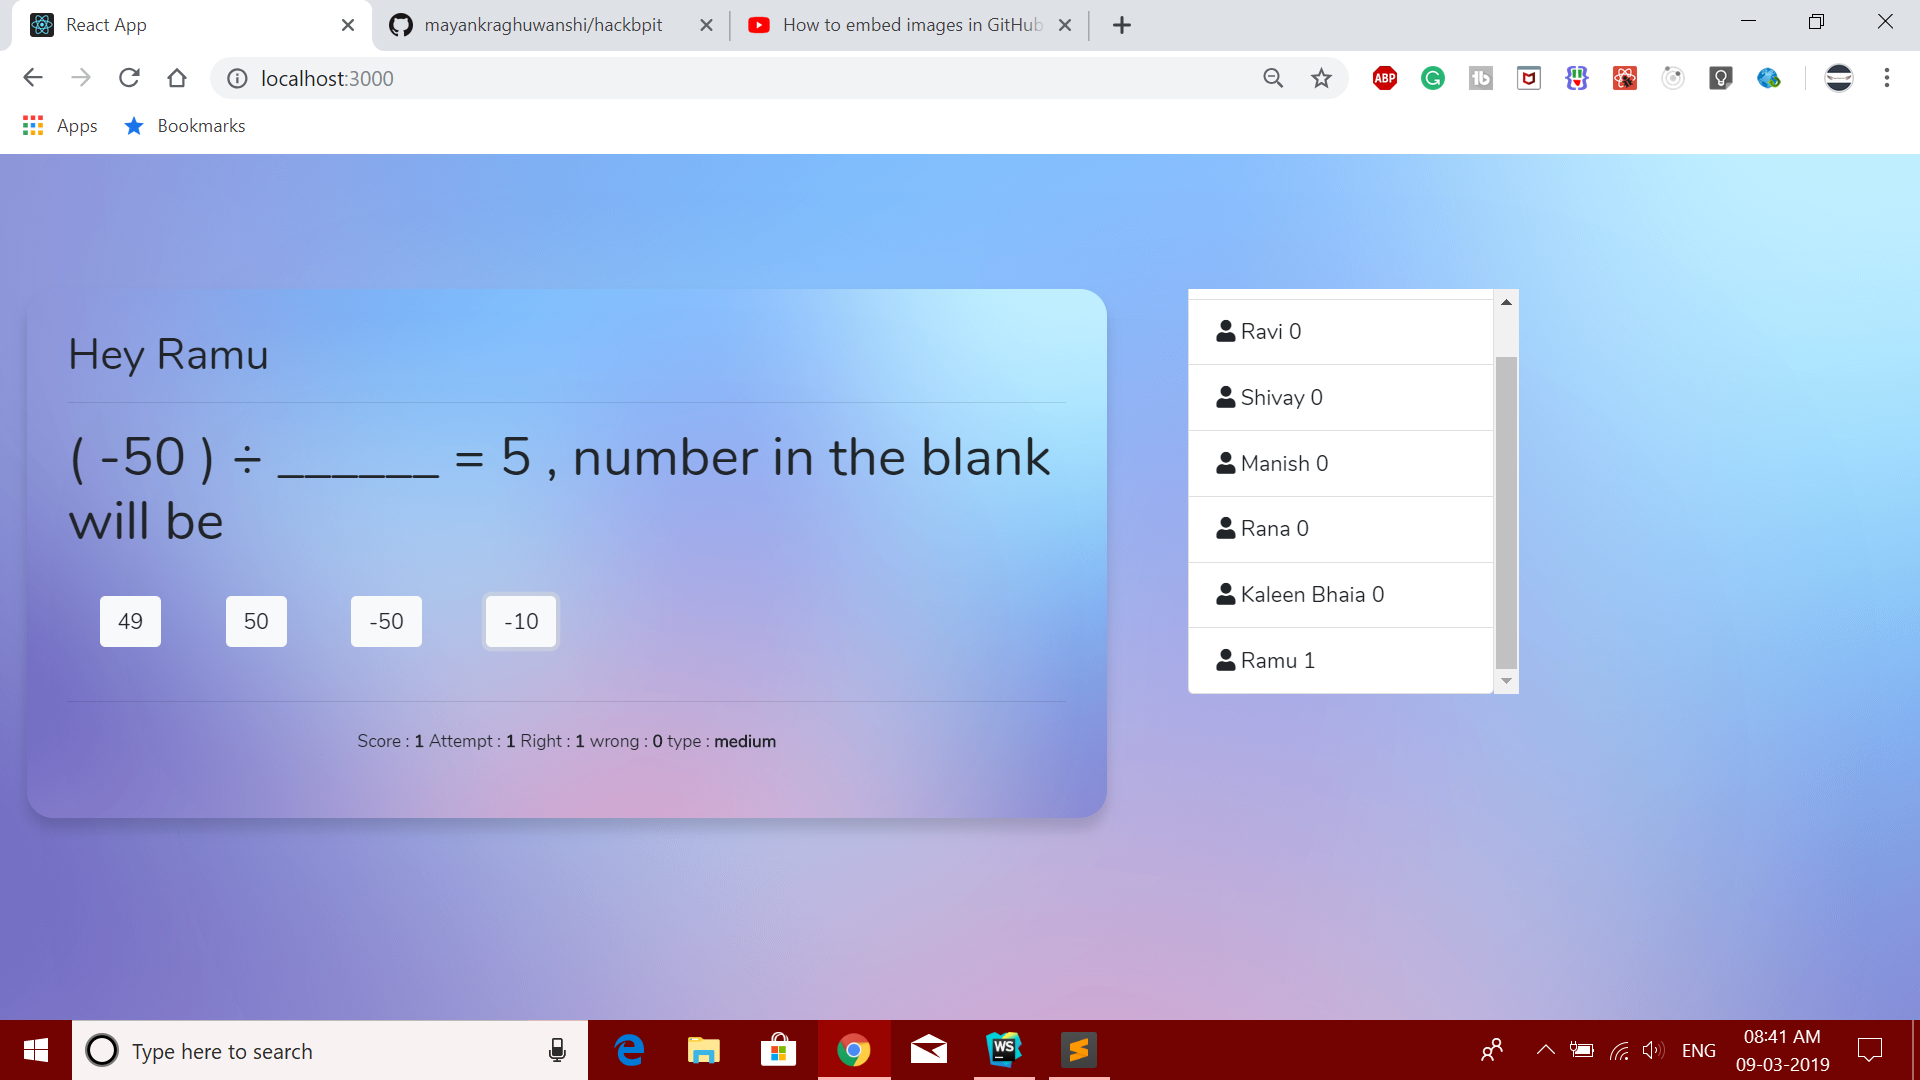 React App
mayankraghuwanshi/hackbpit
How to embed images in GitHub
localhost:3000
ABP
Apps
Bookmarks
Hey Ramu
( -50 ) ÷ ______ = 5 , number in the blank
will be
49 50 -50 -10
Score : 1 Attempt : 1 Right : 1 wrong : 0 type : medium
Ravi 0
Shivay 0
Manish 0
Rana 0
Kaleen Bhaia 0
Ramu 1
Type here to search
WS
ENG
08:41 AM
09-03-2019